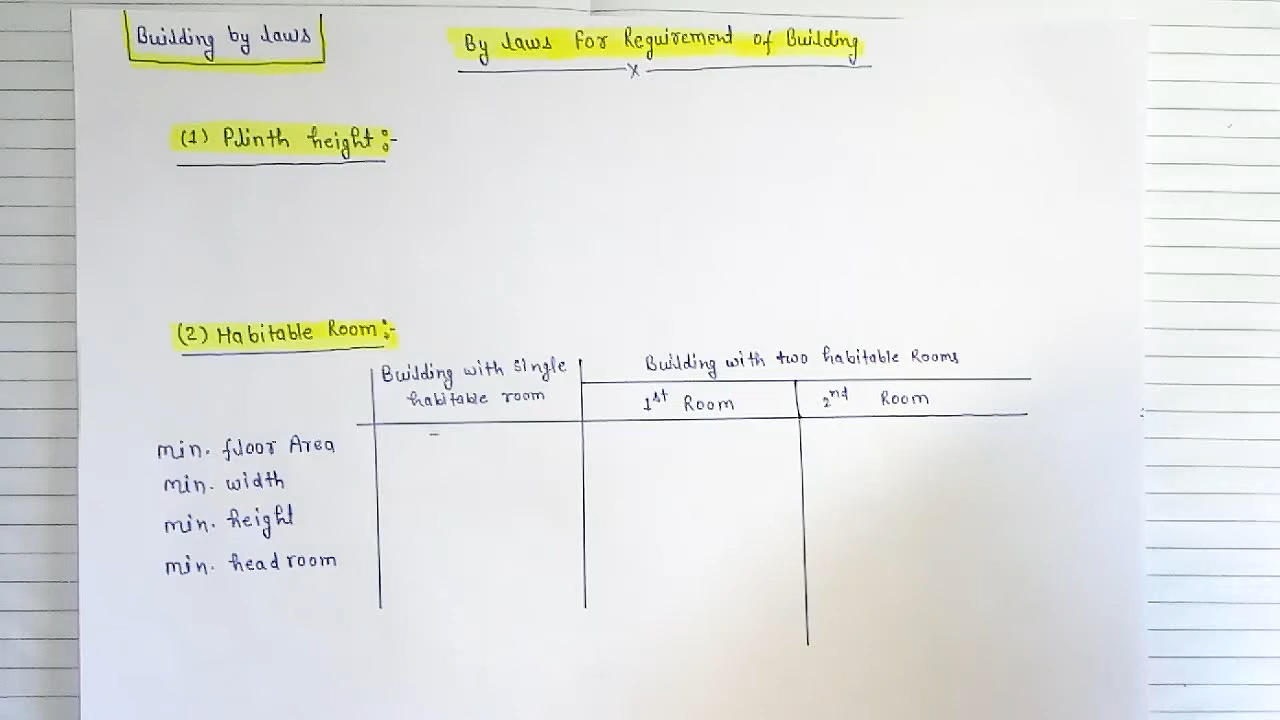 Building by laws
By laws For Requirement of Building
x
(1) Plinth height :-
(2) Habitable Room :-
Building with single habitable room
Building with two habitable Rooms
1st Room
2nd Room
min. floor Area
-
min. width
min. height
min. head room